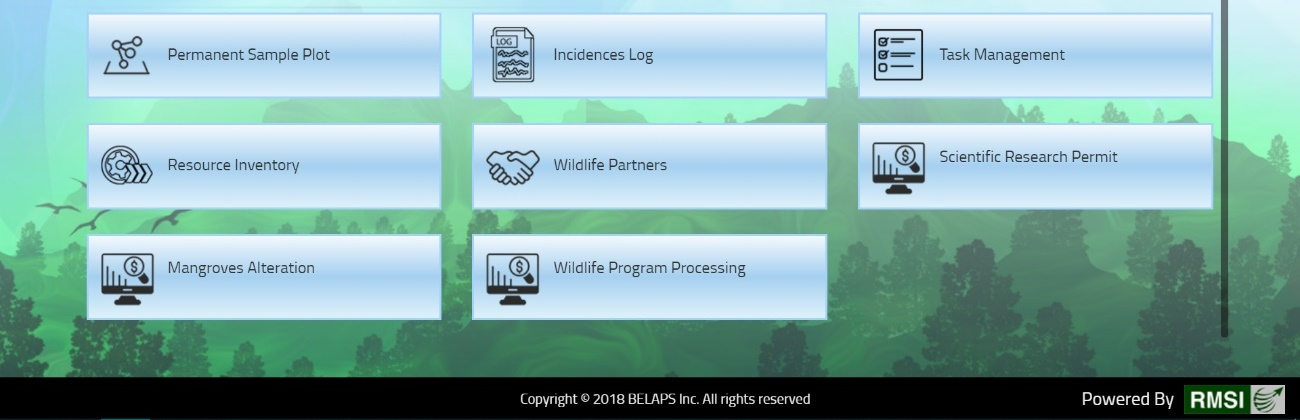 Permanent Sample Plot
LOG
Incidences Log
Task Management
Resource Inventory
Wildlife Partners
$
Scientific Research Permit
$
Mangroves Alteration
$
Wildlife Program Processing
Copyright © 2018 BELAPS Inc. All rights reserved
Powered By RMSI